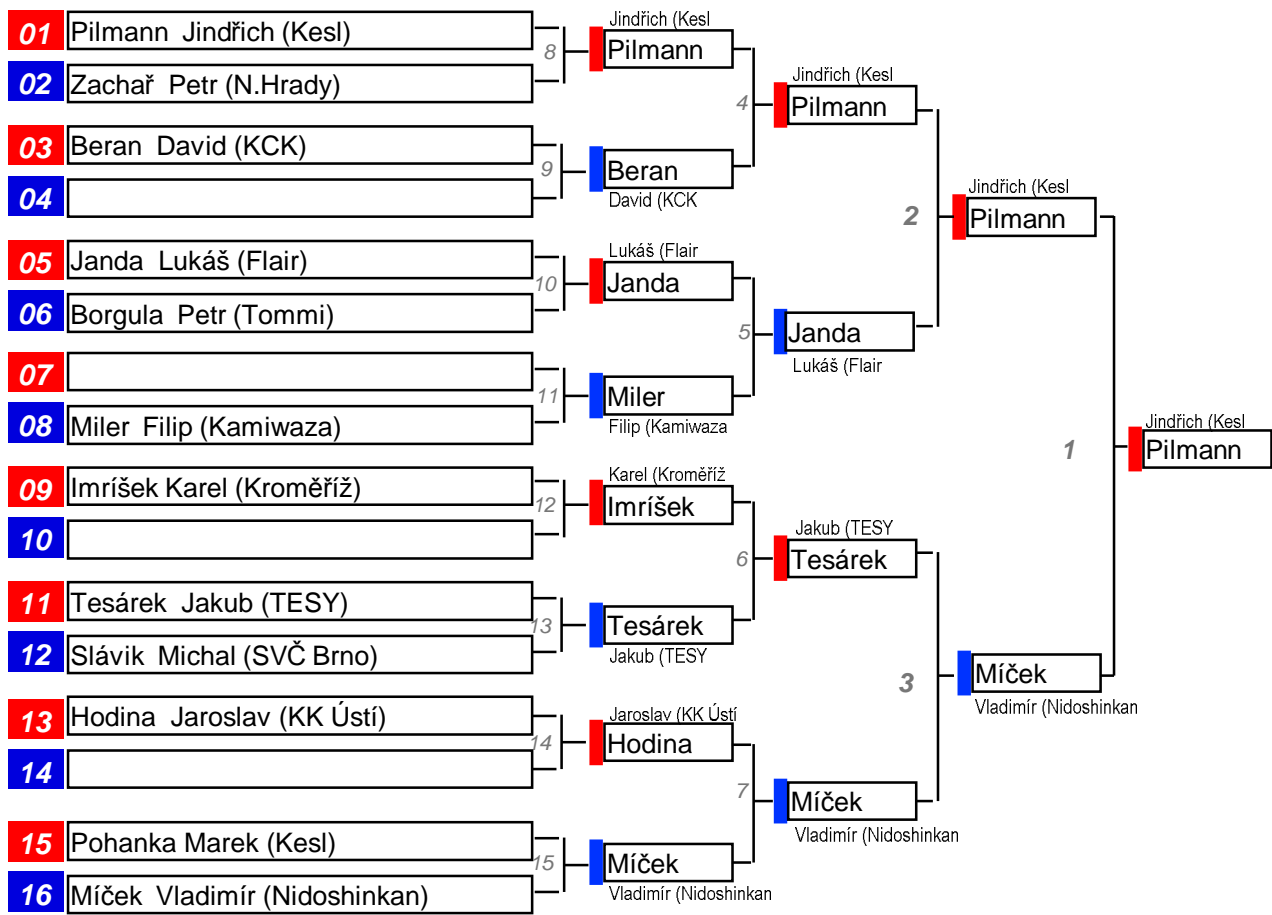 01 Pilmann Jindřich (Kesl)
02 Zachař Petr (N.Hrady)
03 Beran David (KCK)
04
05 Janda Lukáš (Flair)
06 Borgula Petr (Tommi)
07
08 Miler Filip (Kamiwaza)
09 Imríšek Karel (Kroměříž)
10
11 Tesárek Jakub (TESY)
12 Slávik Michal (SVČ Brno)
13 Hodina Jaroslav (KK Ústí)
14
15 Pohanka Marek (Kesl)
16 Míček Vladimír (Nidoshinkan)
8
9
10
11
12
13
14
15
Jindřich (Kesl
Pilmann
Beran
David (KCK
Lukáš (Flair
Janda
Miler
Filip (Kamiwaza
Karel (Kroměříž
Imríšek
Tesárek
Jakub (TESY
Jaroslav (KK Ústí
Hodina
Míček
Vladimír (Nidoshinkan
4
5
6
7
Jindřich (Kesl
Pilmann
Janda
Lukáš (Flair
Jakub (TESY
Tesárek
Míček
Vladimír (Nidoshinkan
2
3
Jindřich (Kesl
Pilmann
Míček
Vladimír (Nidoshinkan
1
Jindřich (Kesl
Pilmann